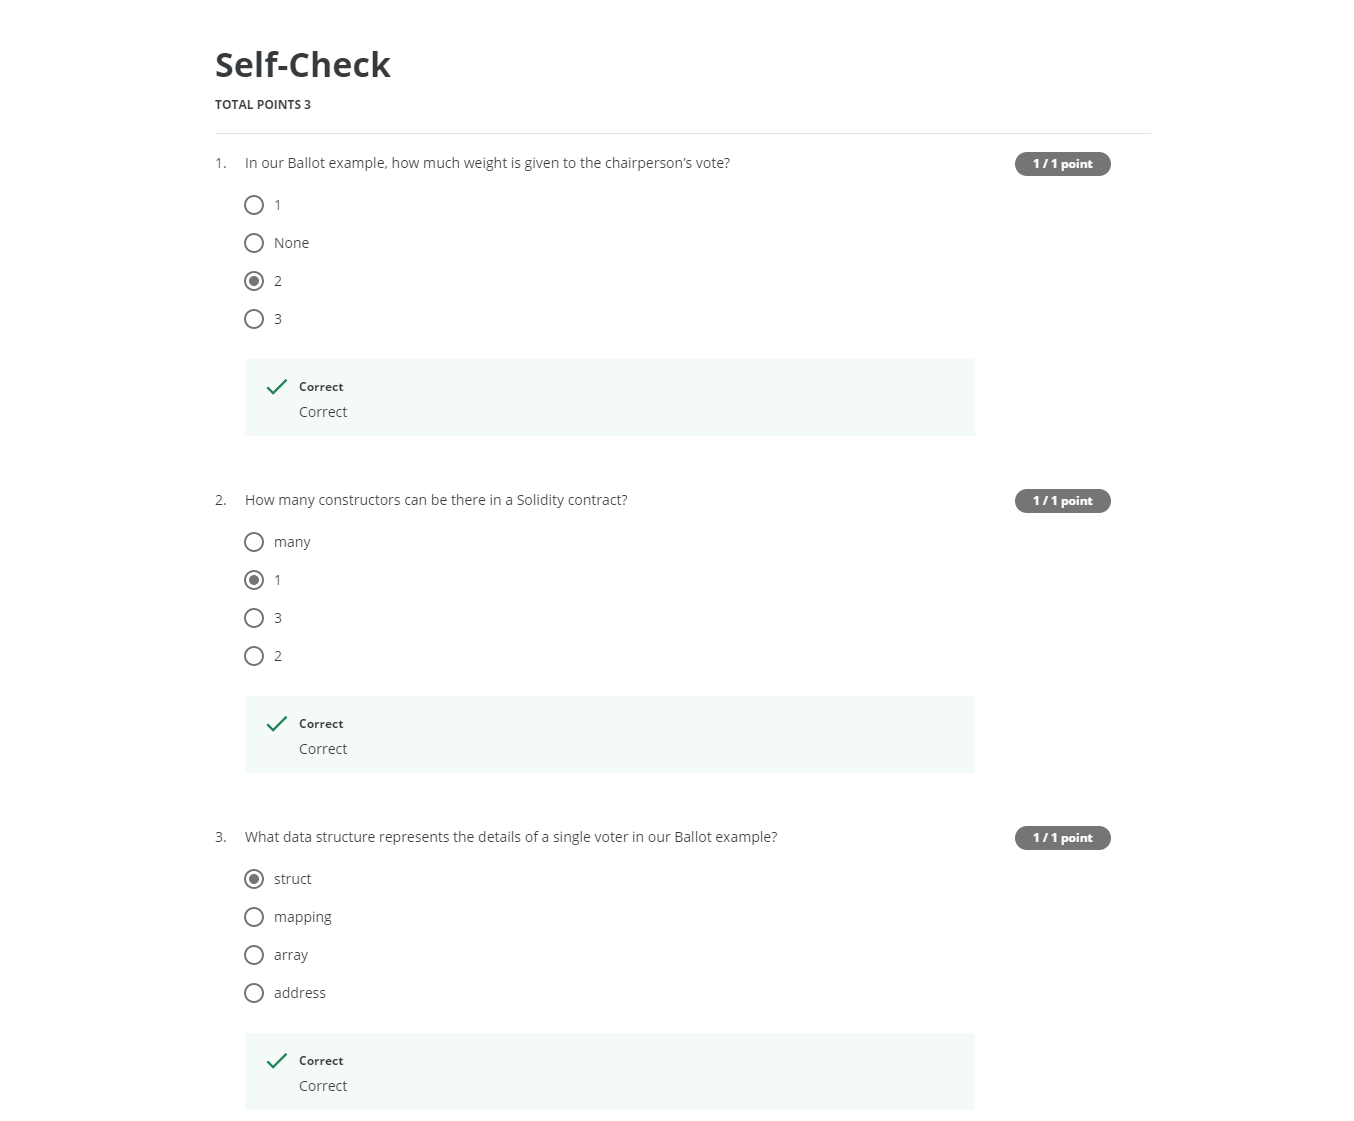 Self-Check
TOTAL POINTS 3
1. In our Ballot example, how much weight is given to the chairperson’s vote? 1 / 1 point
1
None
2
3
Correct
Correct
2. How many constructors can be there in a Solidity contract? 1 / 1 point
many
1
3
2
Correct
Correct
3. What data structure represents the details of a single voter in our Ballot example? 1 / 1 point
struct
mapping
array
address
Correct
Correct